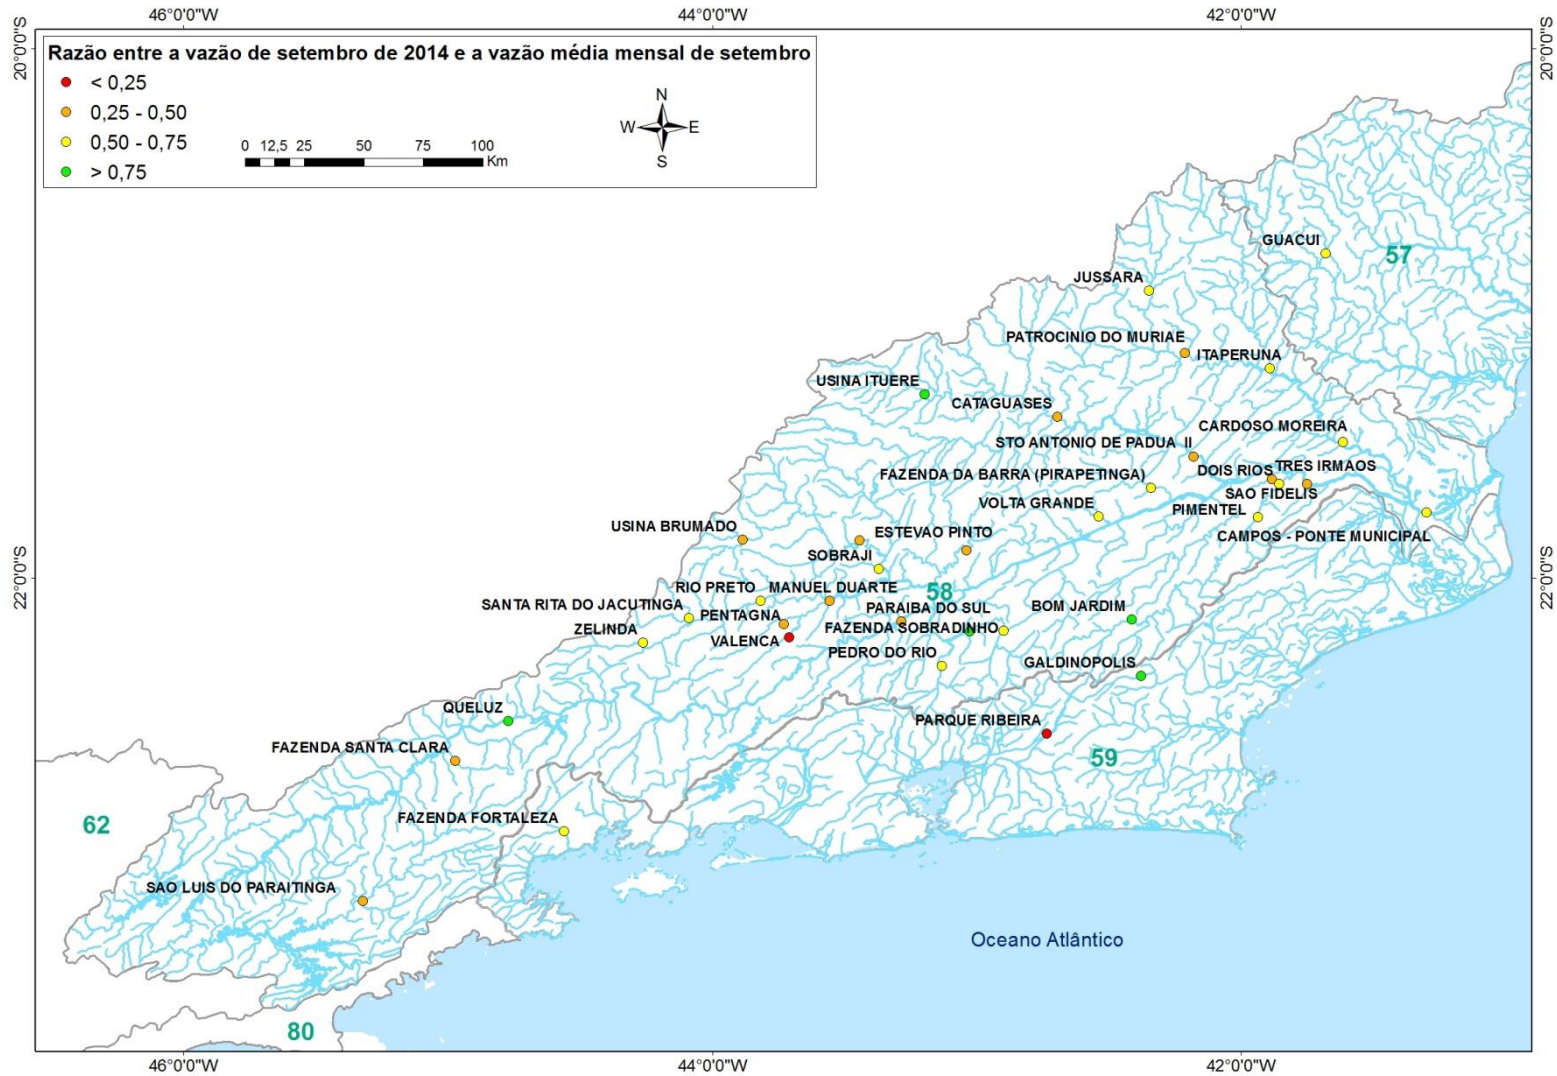 46°0'0"W
44°0'0"W
42°0'0"W
20°0'0"S
20°0'0"S
Razão entre a vazão de setembro de 2014 e a vazão média mensal de setembro
< 0,25
0,25 - 0,50
0,50 - 0,75
> 0,75
0 12,5 25 50 75 100
Km
N
W E
S
GUACUI
57
JUSSARA
PATROCINIO DO MURIAE
ITAPERUNA
USINA ITUERE
CATAGUASES
CARDOSO MOREIRA
STO ANTONIO DE PADUA II
DOIS RIOS
TRES IRMAOS
FAZENDA DA BARRA (PIRAPETINGA)
SAO FIDELIS
VOLTA GRANDE
PIMENTEL
USINA BRUMADO
ESTEVAO PINTO
CAMPOS - PONTE MUNICIPAL
SOBRAJI
22°0'0"S
22°0'0"S
RIO PRETO
MANUEL DUARTE
58
SANTA RITA DO JACUTINGA
PENTAGNA
PARAIBA DO SUL
BOM JARDIM
ZELINDA
VALENCA
FAZENDA SOBRADINHO
PEDRO DO RIO
GALDINOPOLIS
QUELUZ
PARQUE RIBEIRA
FAZENDA SANTA CLARA
59
FAZENDA FORTALEZA
62
SAO LUIS DO PARAITINGA
Oceano Atlântico
80
46°0'0"W
44°0'0"W
42°0'0"W